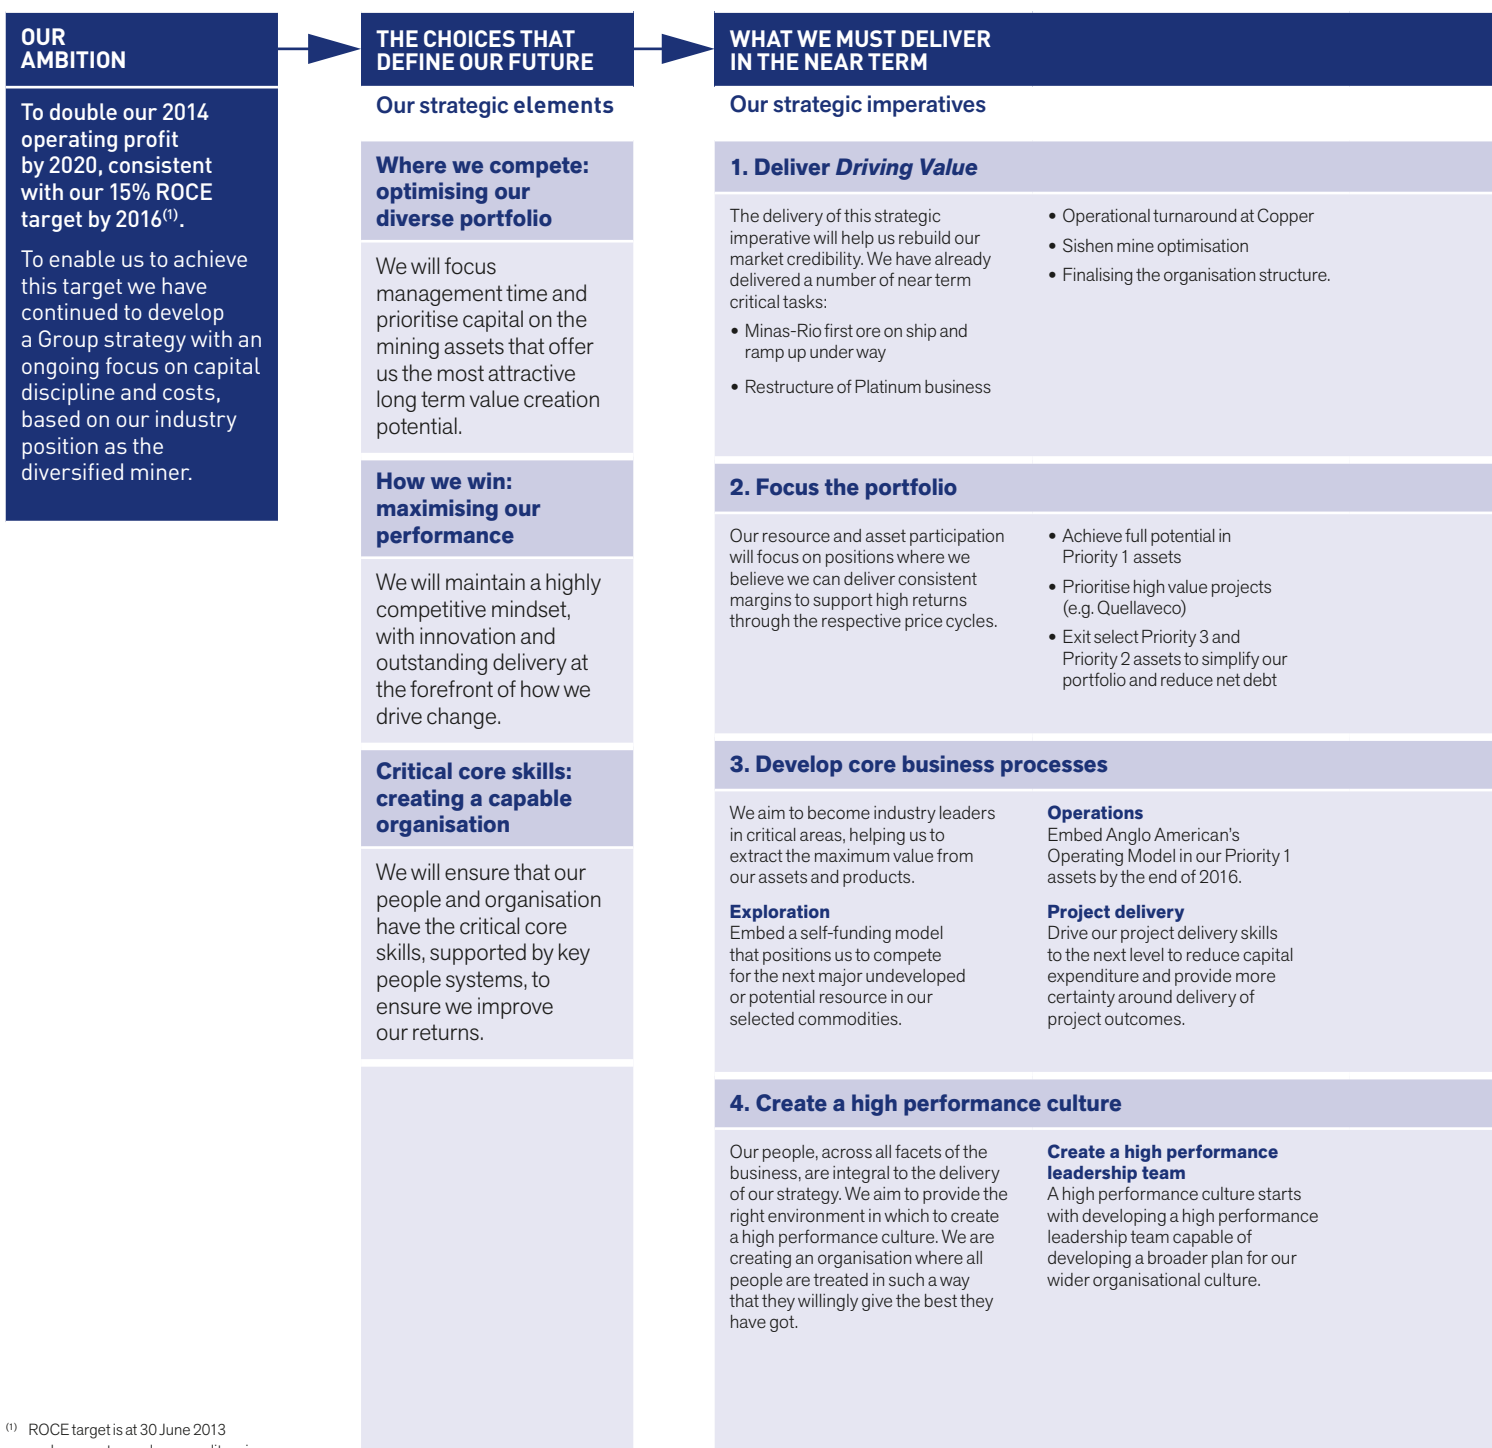 OUR
AMBITION
To double our 2014
operating profit
by 2020, consistent
with our 15% ROCE
target by 2016(1).
To enable us to achieve
this target we have
continued to develop
a Group strategy with an
ongoing focus on capital
discipline and costs,
based on our industry
position as the
diversified miner.
THE CHOICES THAT
DEFINE OUR FUTURE
Our strategic elements
Where we compete:
optimising our
diverse portfolio
We will focus
management time and
prioritise capital on the
mining assets that offer
us the most attractive
long term value creation
potential.
How we win:
maximising our
performance
We will maintain a highly
competitive mindset,
with innovation and
outstanding delivery at
the forefront of how we
drive change.
Critical core skills:
creating a capable
organisation
We will ensure that our
people and organisation
have the critical core
skills, supported by key
people systems, to
ensure we improve
our returns.
WHAT WE MUST DELIVER
IN THE NEAR TERM
Our strategic imperatives
1. Deliver Driving Value
The delivery of this strategic
imperative will help us rebuild our
market credibility. We have already
delivered a number of near term
critical tasks:
• Minas-Rio first ore on ship and
ramp up under way
• Restructure of Platinum business
• Operational turnaround at Copper
• Sishen mine optimisation
• Finalising the organisation structure.
2. Focus the portfolio
Our resource and asset participation
will focus on positions where we
believe we can deliver consistent
margins to support high returns
through the respective price cycles.
• Achieve full potential in
Priority 1 assets
• Prioritise high value projects
(e.g. Quellaveco)
• Exit select Priority 3 and
Priority 2 assets to simplify our
portfolio and reduce net debt
3. Develop core business processes
We aim to become industry leaders
in critical areas, helping us to
extract the maximum value from
our assets and products.
Exploration
Embed a self-funding model
that positions us to compete
for the next major undeveloped
or potential resource in our
selected commodities.
Operations
Embed Anglo American's
Operating Model in our Priority 1
assets by the end of 2016.
Project delivery
Drive our project delivery skills
to the next level to reduce capital
expenditure and provide more
certainty around delivery of
project outcomes.
4. Create a high performance culture
Our people, across all facets of the
business, are integral to the delivery
of our strategy. We aim to provide the
right environment in which to create
a high performance culture. We are
creating an organisation where all
people are treated in such a way
that they willingly give the best they
have got.
Create a high performance
leadership team
A high performance culture starts
with developing a high performance
leadership team capable of
developing a broader plan for our
wider organisational culture.
(1) ROCE target is at 30 June 2013